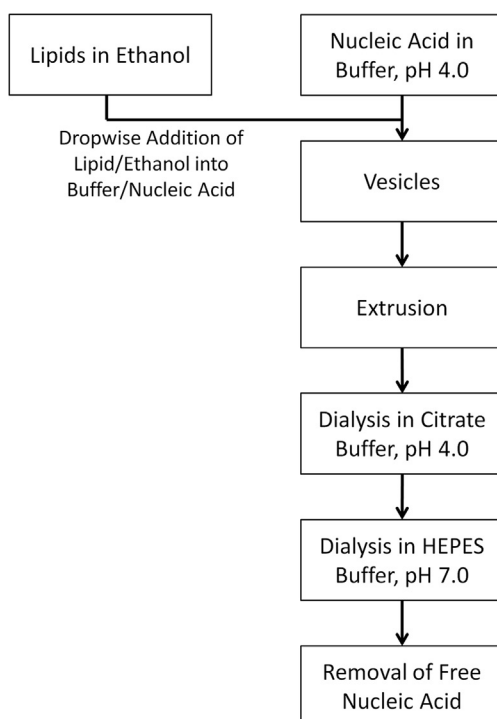 Lipids in Ethanol
Nucleic Acid in
Buffer, pH 4.0
Dropwise Addition of
Lipid/Ethanol into
Buffer/Nucleic Acid
Vesicles
Extrusion
Dialysis in Citrate
Buffer, pH 4.0
Dialysis in HEPES
Buffer, pH 7.0
Removal of Free
Nucleic Acid